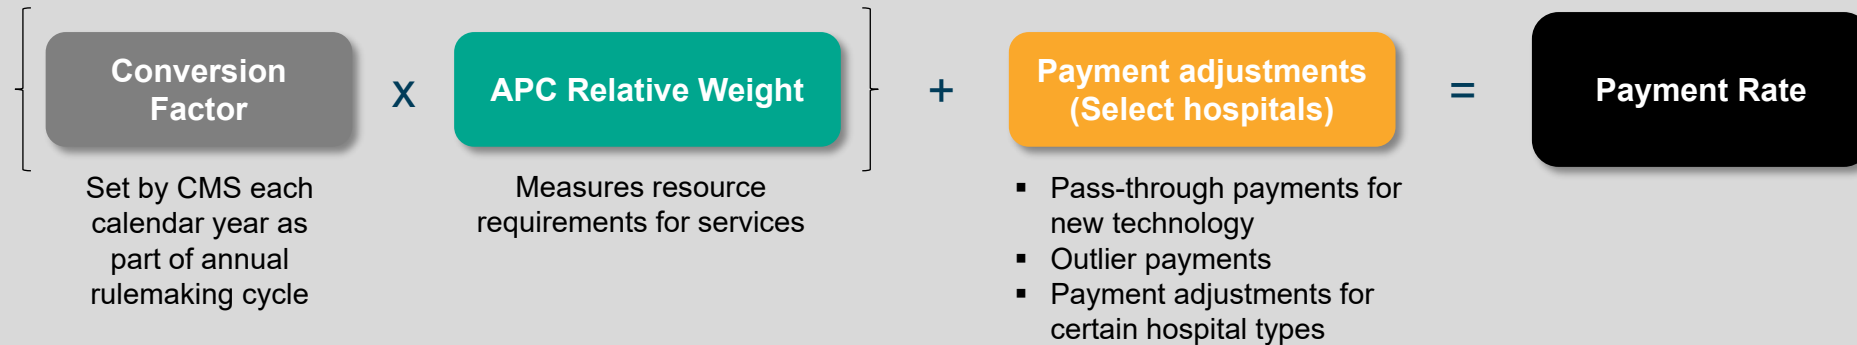 Conversion
Factor
x
APC Relative Weight
+
Payment adjustments
(Select hospitals)
=
Payment Rate
Set by CMS each
calendar year as
part of annual
rulemaking cycle
Measures resource
requirements for services
▪ Pass-through payments for
new technology
▪ Outlier payments
▪ Payment adjustments for
certain hospital types